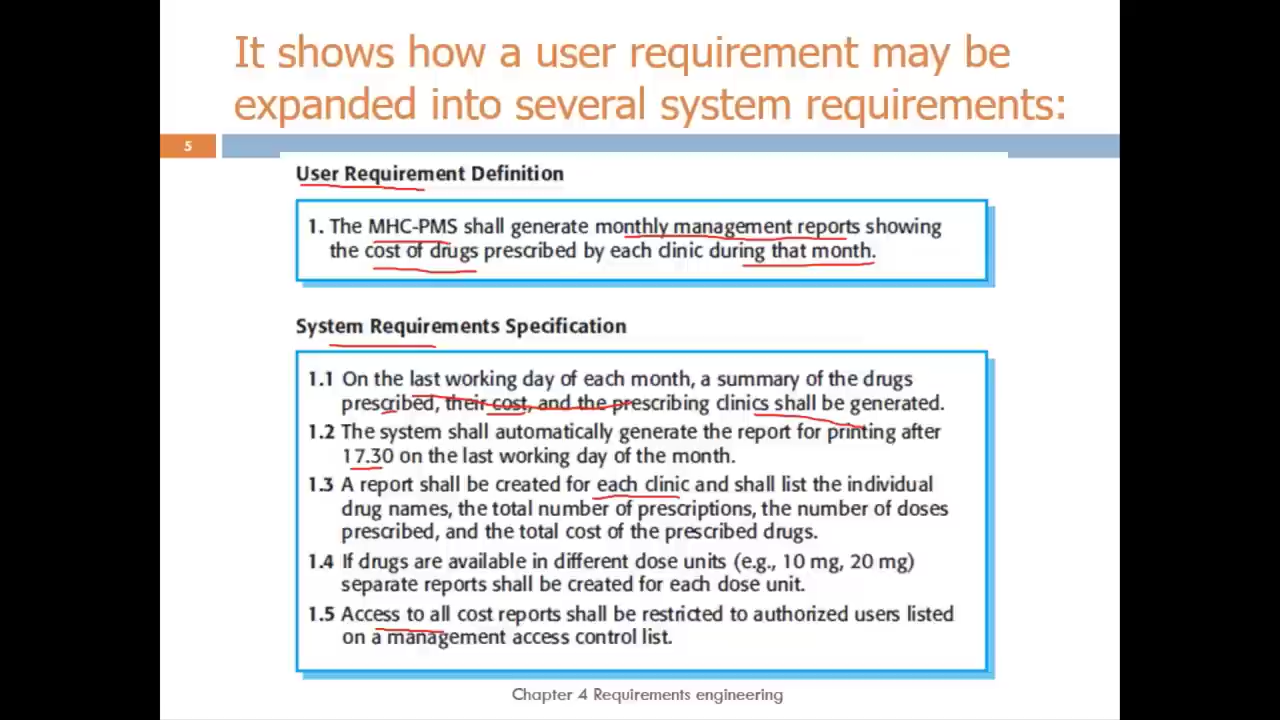 It shows how a user requirement may be
expanded into several system requirements:
5
User Requirement Definition
1. The MHC-PMS shall generate monthly management reports showing
the cost of drugs prescribed by each clinic during that month.
System Requirements Specification
1.1 On the last working day of each month, a summary of the drugs
prescribed, their cost, and the prescribing clinics shall be generated.
1.2 The system shall automatically generate the report for printing after
17.30 on the last working day of the month.
1.3 A report shall be created for each clinic and shall list the individual
drug names, the total number of prescriptions, the number of doses
prescribed, and the total cost of the prescribed drugs.
1.4 If drugs are available in different dose units (e.g., 10 mg, 20 mg)
separate reports shall be created for each dose unit.
1.5 Access to all cost reports shall be restricted to authorized users listed
on a management access control list.
Chapter 4 Requirements engineering